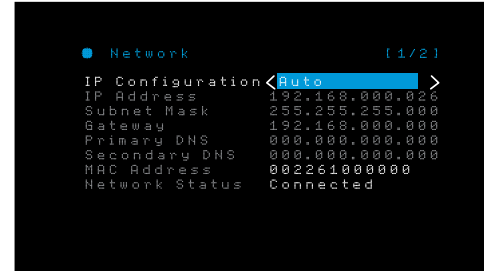 Network [1/2]
IP Configuration <Auto >
IP Address 192.168.000.026
Subnet Mask 255.255.255.000
Gateway 192.168.000.000
Primary DNS 000.000.000.000
Secondary DNS 000.000.000.000
MAC Address 002261000000
Network Status Connected